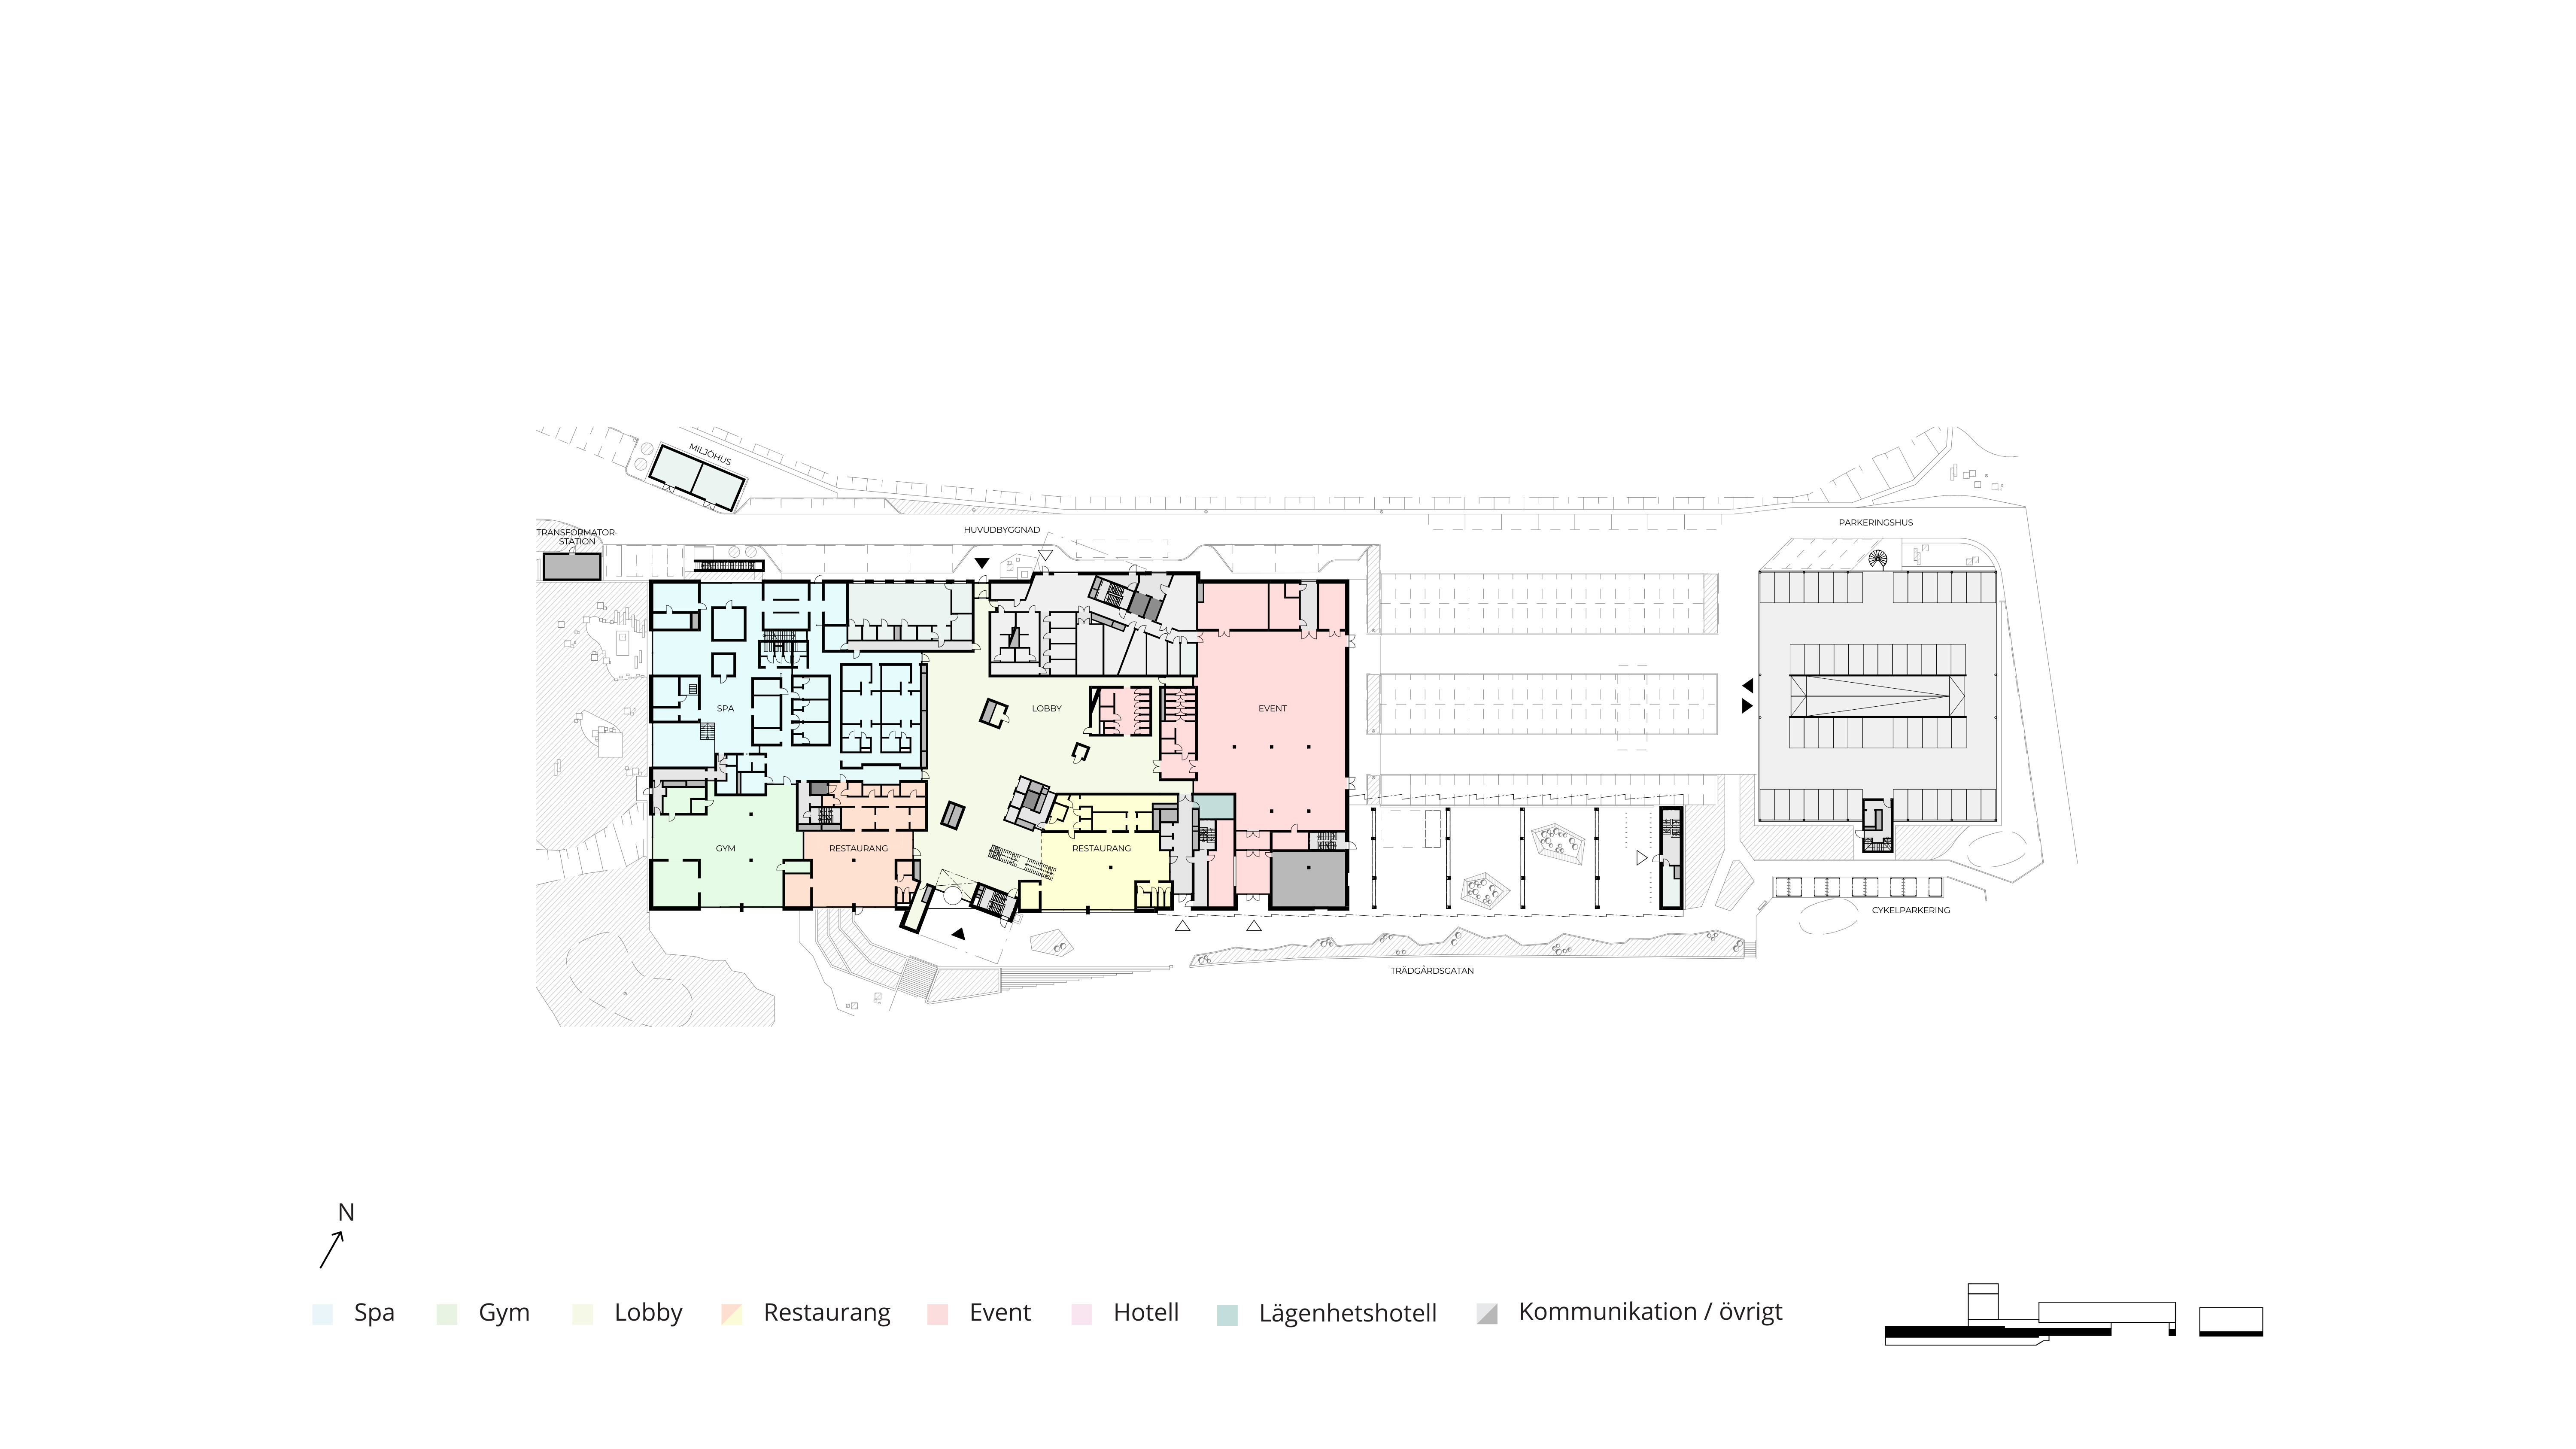 MILJÖHUS
TRANSFORMATOR-
STATION
HUVUDBYGGNAD
PARKERINGSHUS
SPA
LOBBY
EVENT
GYM
RESTAURANG
RESTAURANG
CYKELPARKERING
TRÄDGÅRDSGATAN
N
Spa
Gym
Lobby
Restaurang
Event
Hotell
Lägenhetshotell
Kommunikation / övrigt